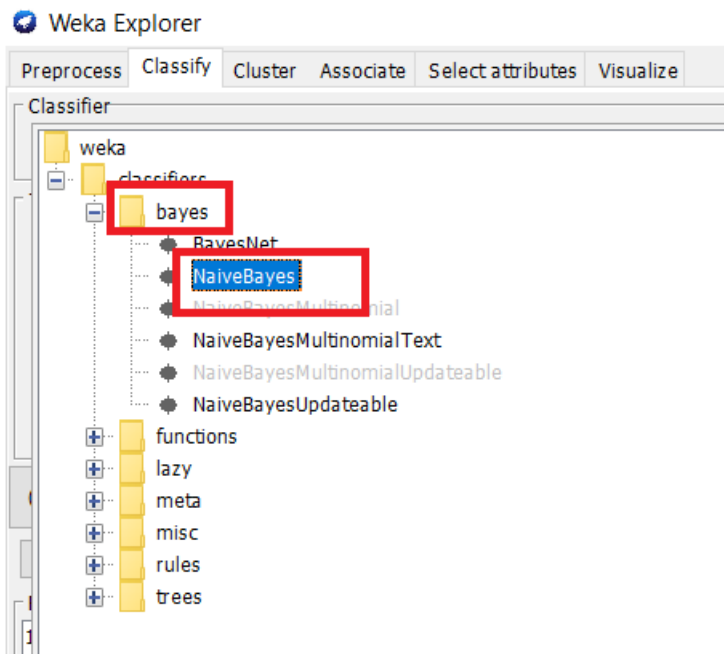 Weka Explorer
Preprocess Classify Cluster Associate Select attributes Visualize
Classifier
weka
classifiers
bayes
BayesNet
NaiveBayes
NaiveBayesMultinomial
NaiveBayesMultinomialText
NaiveBayesMultinomialUpdateable
NaiveBayesUpdateable
functions
lazy
meta
misc
rules
trees